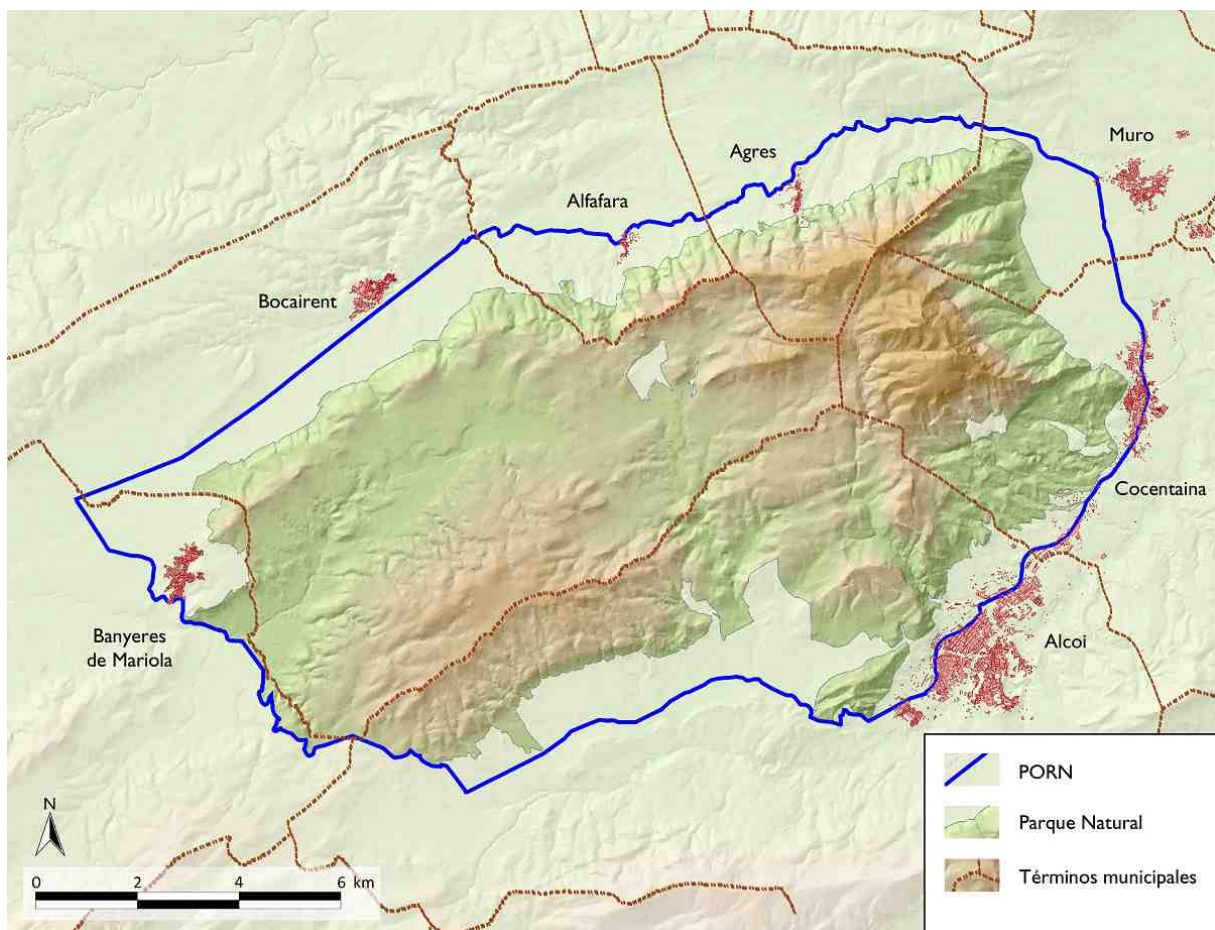 Muro
Agres
Alfafara
Bocairent
Cocentaina
Banyeres
de Mariola
Alcoi
PORN
Parque Natural
Términos municipales
N
0 2 4 6 km